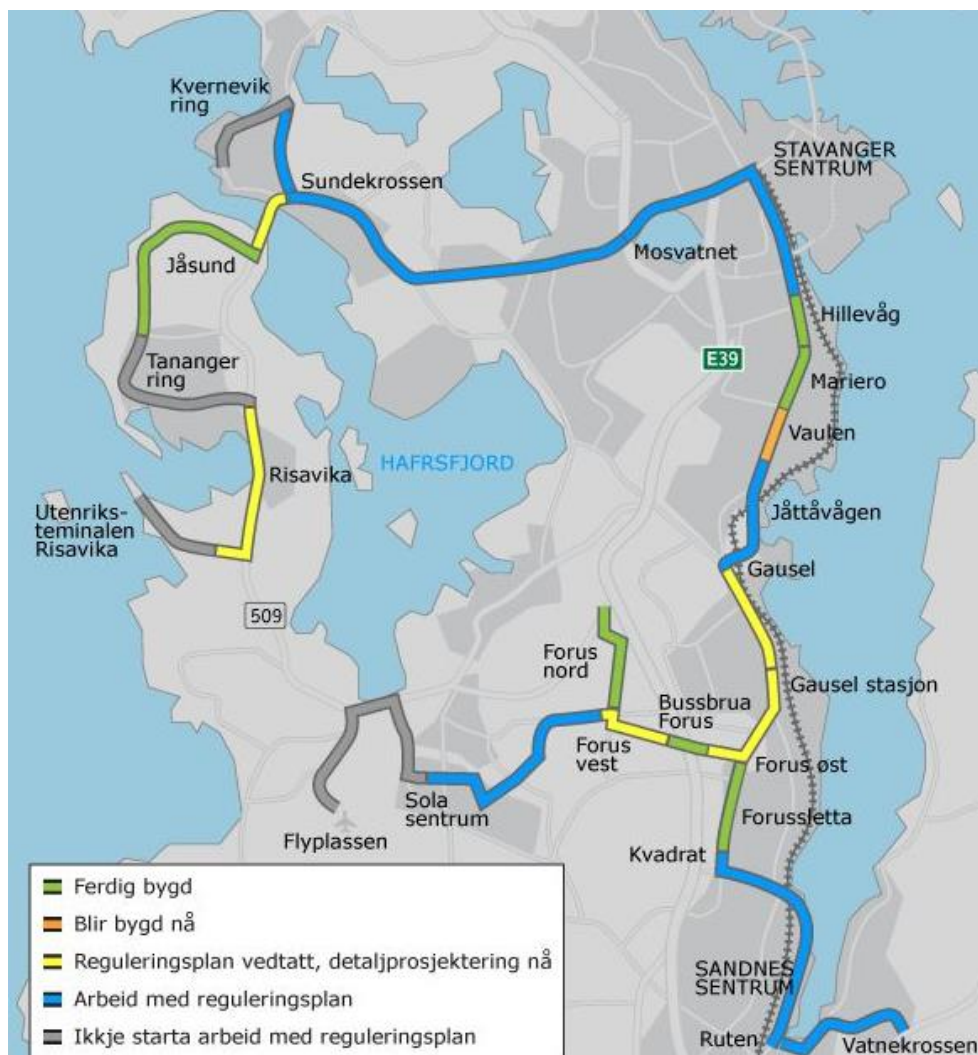 Kvernevik
ring
STAVANGER
SENTRUM
Sundekrossen
Mosvatnet
Jåsund
Hillevåg
E39
Tananger
ring
Mariero
Vaulen
HAFRSFJORD
Risavika
Utenriks-
teminalen
Risavika
Jåttåvågen
Gausel
509
Forus
nord
Gausel stasjon
Bussbrua
Forus
Forus
vest
Forus øst
Sola
sentrum
Forussletta
Flyplassen
Kvadrat
Ferdig bygd
Blir bygd nå
Reguleringsplan vedtatt, detaljprosjektering nå
Arbeid med reguleringsplan
Ikkje starta arbeid med reguleringsplan
SANDNES
SENTRUM
Ruten
Vatnekrossen